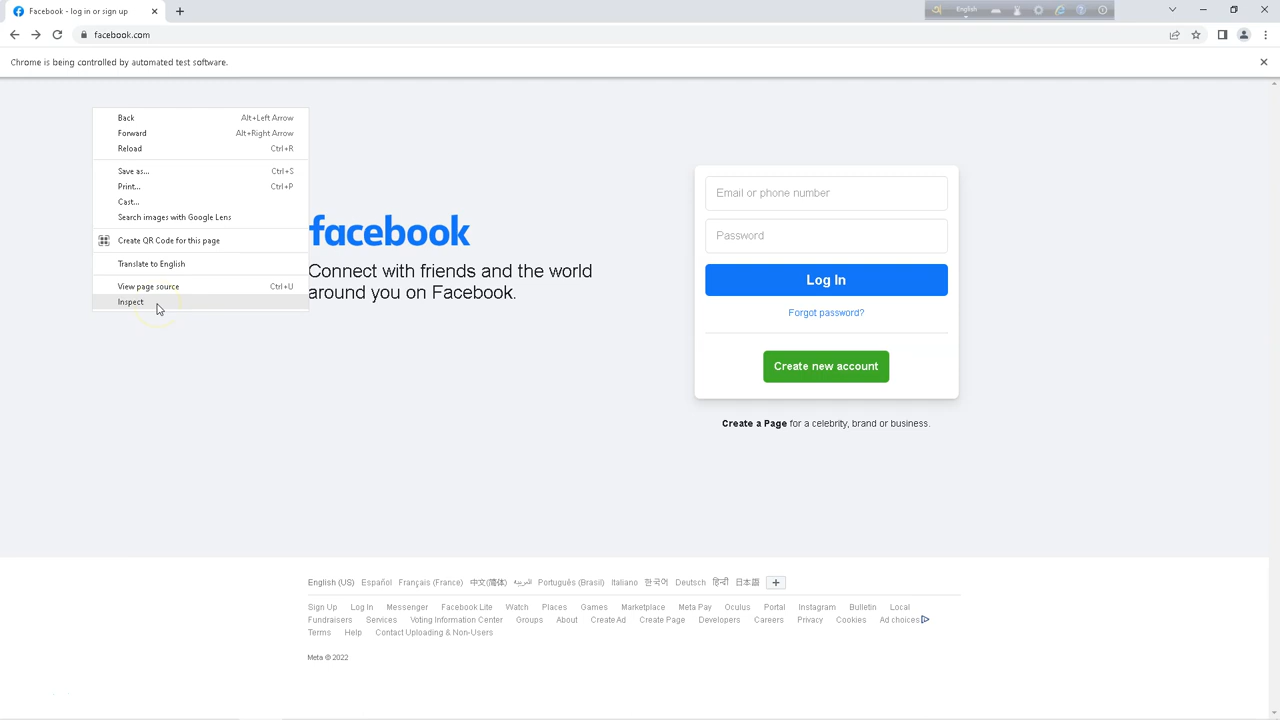 Facebook - log in or sign up
English
facebook.com
Chrome is being controlled by automated test software.
Back Alt+Left Arrow
Forward Alt+Right Arrow
Reload Ctrl+R
Save as... Ctrl+S
Print... Ctrl+P
Cast...
Search images with Google Lens
Create QR Code for this page
Translate to English
View page source Ctrl+U
Inspect
facebook
Connect with friends and the world
around you on Facebook.
Email or phone number
Password
Log In
Forgot password?
Create new account
Create a Page for a celebrity, brand or business.
English (US) Español Français (France) 中文(简体) العربية Português (Brasil) Italiano 한국어 Deutsch हिन्दी 日本語 +
Sign Up Log In Messenger Facebook Lite Watch Places Games Marketplace Meta Pay Oculus Portal Instagram Bulletin Local
Fundraisers Services Voting Information Center Groups About Create Ad Create Page Developers Careers Privacy Cookies Ad choices
Terms Help Contact Uploading & Non-Users
Meta © 2022